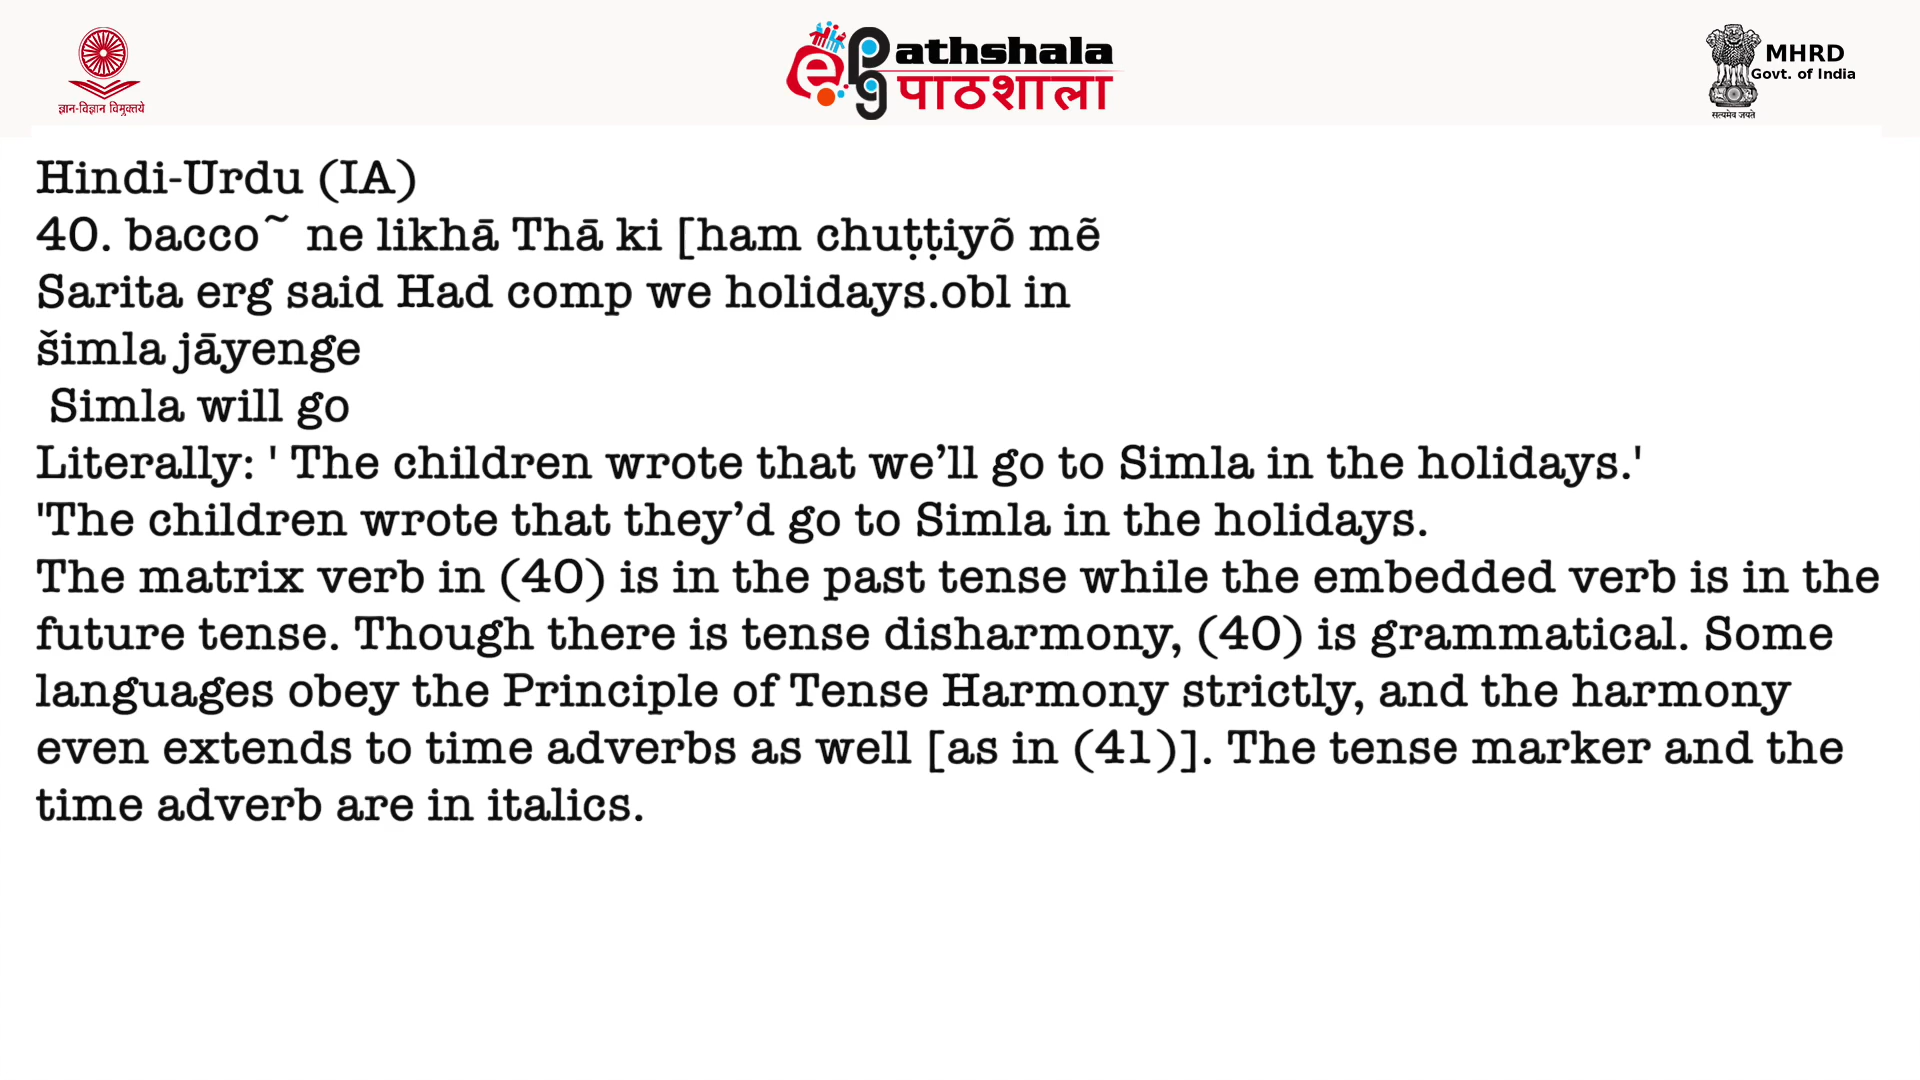 ज्ञान-विज्ञान विमुक्तये
e Pg athshala
पाठशाला
MHRD
Govt. of India
सत्यमेव जयते
Hindi-Urdu (IA)
40. bacco~ ne likhā Thā ki [ham chuṭṭiyõ mẽ
Sarita erg said Had comp we holidays.obl in
šimla jāyenge
Simla will go
Literally: ' The children wrote that we’ll go to Simla in the holidays.'
'The children wrote that they’d go to Simla in the holidays.
The matrix verb in (40) is in the past tense while the embedded verb is in the
future tense. Though there is tense disharmony, (40) is grammatical. Some
languages obey the Principle of Tense Harmony strictly, and the harmony
even extends to time adverbs as well [as in (41)]. The tense marker and the
time adverb are in italics.